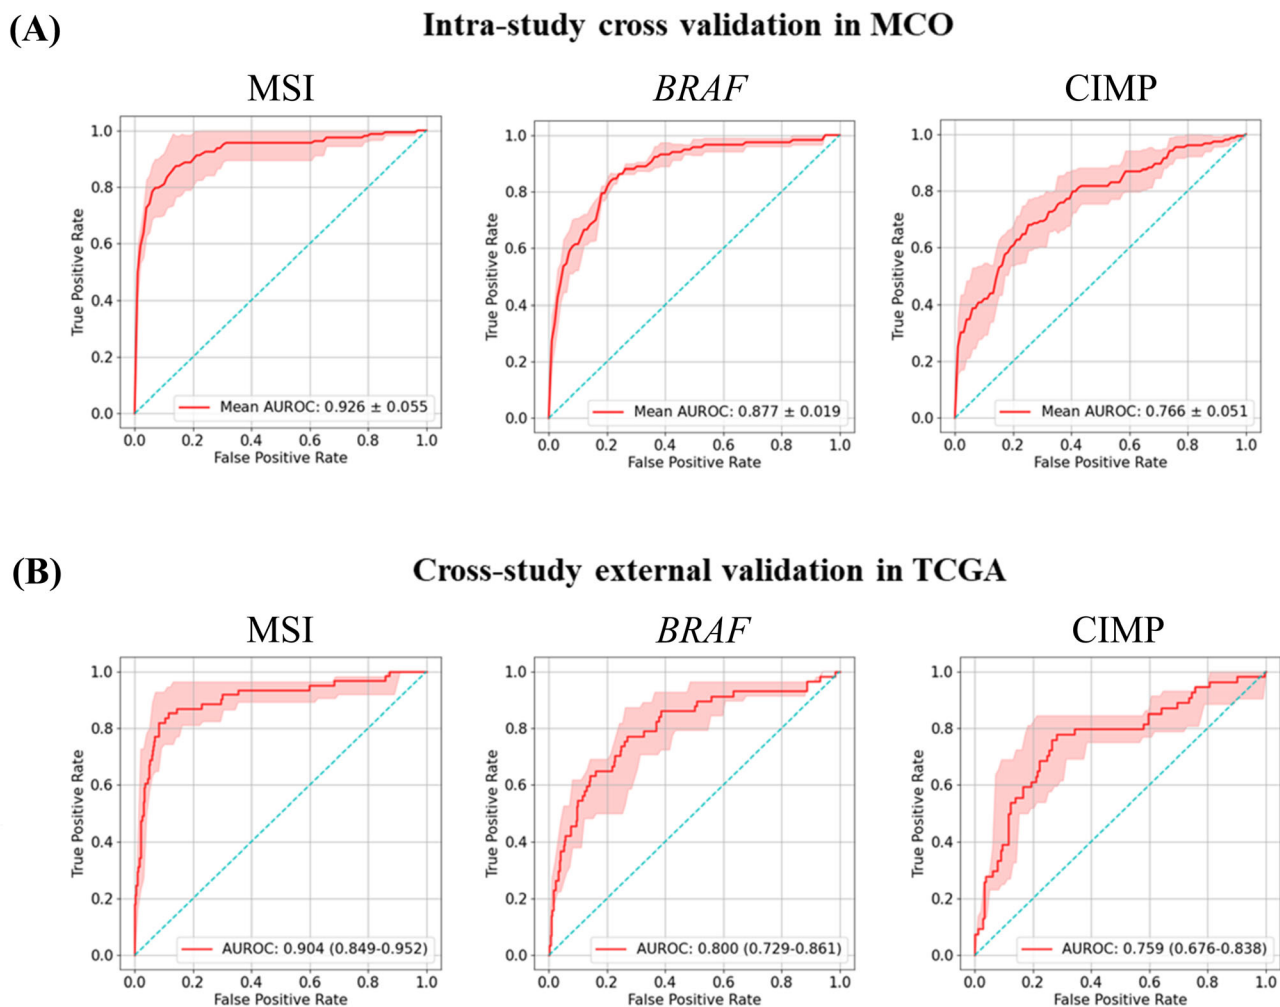 (A)
Intra-study cross validation in MCO
MSI
1.0
0.8
0.6
0.4
0.2
0.0
True Positive Rate
Mean AUROC: 0.926 ± 0.055
0.0 0.2 0.4 0.6 0.8 1.0
False Positive Rate
BRAF
1.0
0.8
0.6
0.4
0.2
0.0
True Positive Rate
Mean AUROC: 0.877 ± 0.019
0.0 0.2 0.4 0.6 0.8 1.0
False Positive Rate
CIMP
1.0
0.8
0.6
0.4
0.2
0.0
True Positive Rate
Mean AUROC: 0.766 ± 0.051
0.0 0.2 0.4 0.6 0.8 1.0
False Positive Rate
(B)
Cross-study external validation in TCGA
MSI
1.0
0.8
0.6
0.4
0.2
0.0
True Positive Rate
AUROC: 0.904 (0.849-0.952)
0.0 0.2 0.4 0.6 0.8 1.0
False Positive Rate
BRAF
1.0
0.8
0.6
0.4
0.2
0.0
True Positive Rate
AUROC: 0.800 (0.729-0.861)
0.0 0.2 0.4 0.6 0.8 1.0
False Positive Rate
CIMP
1.0
0.8
0.6
0.4
0.2
0.0
True Positive Rate
AUROC: 0.759 (0.676-0.838)
0.0 0.2 0.4 0.6 0.8 1.0
False Positive Rate